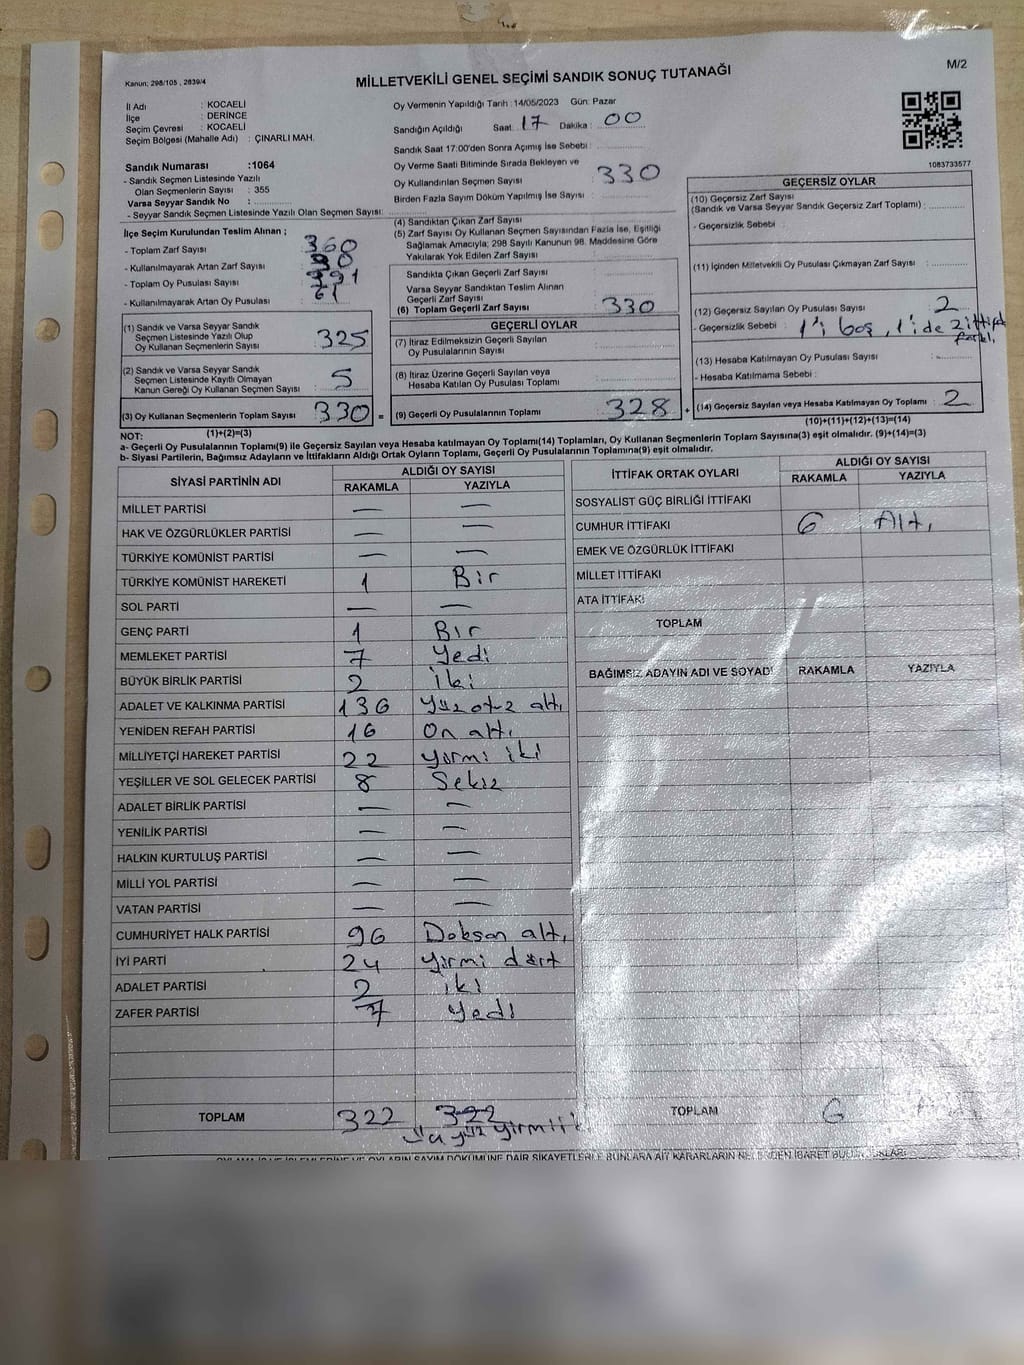 Kanun: 298/105 , 2839/4
MİLLETVEKİLİ GENEL SEÇİMİ SANDIK SONUÇ TUTANAĞI
M/2
İl Adı : KOCAELİ
İlçe : DERİNCE
Seçim Çevresi : KOCAELİ
Seçim Bölgesi (Mahalle Adı) : ÇINARLI MAH.
Sandık Numarası :1064
- Sandık Seçmen Listesinde Yazılı
Olan Seçmenlerin Sayısı : 355
Varsa Seyyar Sandık No :
- Seyyar Sandık Seçmen Listesinde Yazılı Olan Seçmen Sayısı:
Oy Vermenin Yapıldığı Tarih :14/05/2023 Gün: Pazar
Sandığın Açıldığı Saat: 17 Dakika : 00
Sandık Saat 17:00'den Sonra Açımış İse Sebebi :
Oy Verme Saati Bitiminde Sırada Bekleyen ve
Oy Kullandırılan Seçmen Sayısı : 330
Birden Fazla Sayım Döküm Yapılmış İse Sayısı :
1083733577
İlçe Seçim Kurulundan Teslim Alınan ;
- Toplam Zarf Sayısı : 360
- Kullanılmayarak Artan Zarf Sayısı : 30
- Toplam Oy Pusulası Sayısı : 391
- Kullanılmayarak Artan Oy Pusulası : 61
(4) Sandıktan Çıkan Zarf Sayısı
(5) Zarf Sayısı Oy Kullanan Seçmen Sayısından Fazla İse, Eşitliği
Sağlamak Amacıyla; 298 Sayılı Kanunun 98. Maddesine Göre
Yakılarak Yok Edilen Zarf Sayısı :
Sandıkta Çıkan Geçerli Zarf Sayısı :
Varsa Seyyar Sandıktan Teslim Alınan
Geçerli Zarf Sayısı :
(6) Toplam Geçerli Zarf Sayısı : 330
GEÇERLİ OYLAR
(7) İtiraz Edilmeksizin Geçerli Sayılan
Oy Pusulalarının Sayısı :
(8) İtiraz Üzerine Geçerli Sayılan veya
Hesaba Katılan Oy Pusulası Toplamı :
(9) Geçerli Oy Pusulalarının Toplamı : 328
GEÇERSİZ OYLAR
(10) Geçersiz Zarf Sayısı
(Sandık ve Varsa Seyyar Sandık Geçersiz Zarf Toplamı) :
- Geçersizlik Sebebi :
(11) İçinden Milletvekili Oy Pusulası Çıkmayan Zarf Sayısı :
(12) Geçersiz Sayılan Oy Pusulası Sayısı : 2
- Geçersizlik Sebebi : 1'i boş, 1'i de 2 ittifak
(13) Hesaba Katılmayan Oy Pusulası Sayısı :
- Hesaba Katılmama Sebebi :
(14) Geçersiz Sayılan veya Hesaba Katılmayan Oy Toplamı : 2
(10)+(11)+(12)+(13)=(14)
(1) Sandık ve Varsa Seyyar Sandık
Seçmen Listesinde Yazılı Olup
Oy Kullanan Seçmenlerin Sayısı : 325
(2) Sandık ve Varsa Seyyar Sandık
Seçmen Listesinde Kayıtlı Olmayan
Kanun Gereği Oy Kullanan Seçmen Sayısı : 5
(3) Oy Kullanan Seçmenlerin Toplam Sayısı : 330
(1)+(2)=(3)
NOT:
a- Geçerli Oy Pusulalarının Toplamı(9) ile Geçersiz Sayılan veya Hesaba katılmayan Oy Toplamı(14) Toplamları, Oy Kullanan Seçmenlerin Toplam Sayısına(3) eşit olmalıdır. (9)+(14)=(3)
b- Siyasi Partilerin, Bağımsız Adayların ve İttifakların Aldığı Ortak Oyların Toplamı, Geçerli Oy Pusulalarının Toplamına(9) eşit olmalıdır.
SİYASİ PARTİNİN ADI ALDIĞI OY SAYISI
RAKAMLA YAZIYLA
MİLLET PARTİSİ — —
HAK VE ÖZGÜRLÜKLER PARTİSİ — —
TÜRKİYE KOMÜNİST PARTİSİ — —
TÜRKİYE KOMÜNİST HAREKETİ 1 Bir
SOL PARTİ — —
GENÇ PARTİ 1 Bir
MEMLEKET PARTİSİ 7 Yedi
BÜYÜK BİRLİK PARTİSİ 2 İki
ADALET VE KALKINMA PARTİSİ 136 Yüz otuz altı
YENİDEN REFAH PARTİSİ 16 On altı
MİLLİYETÇİ HAREKET PARTİSİ 22 yirmi iki
YEŞİLLER VE SOL GELECEK PARTİSİ 8 Sekiz
ADALET BİRLİK PARTİSİ — —
YENİLİK PARTİSİ — —
HALKIN KURTULUŞ PARTİSİ — —
MİLLİ YOL PARTİSİ — —
VATAN PARTİSİ — —
CUMHURİYET HALK PARTİSİ 96 Doksan altı
İYİ PARTİ 24 yirmi dört
ADALET PARTİSİ 2 iki
ZAFER PARTİSİ 7 Yedi
TOPLAM 322 322
üç yüz yirmi iki
İTTİFAK ORTAK OYLARI ALDIĞI OY SAYISI
RAKAMLA YAZIYLA
SOSYALİST GÜÇ BİRLİĞİ İTTİFAKI
CUMHUR İTTİFAKI 6 Altı
EMEK VE ÖZGÜRLÜK İTTİFAKI
MİLLET İTTİFAKI
ATA İTTİFAKI
TOPLAM
BAĞIMSIZ ADAYIN ADI VE SOYADI RAKAMLA YAZIYLA
TOPLAM 6